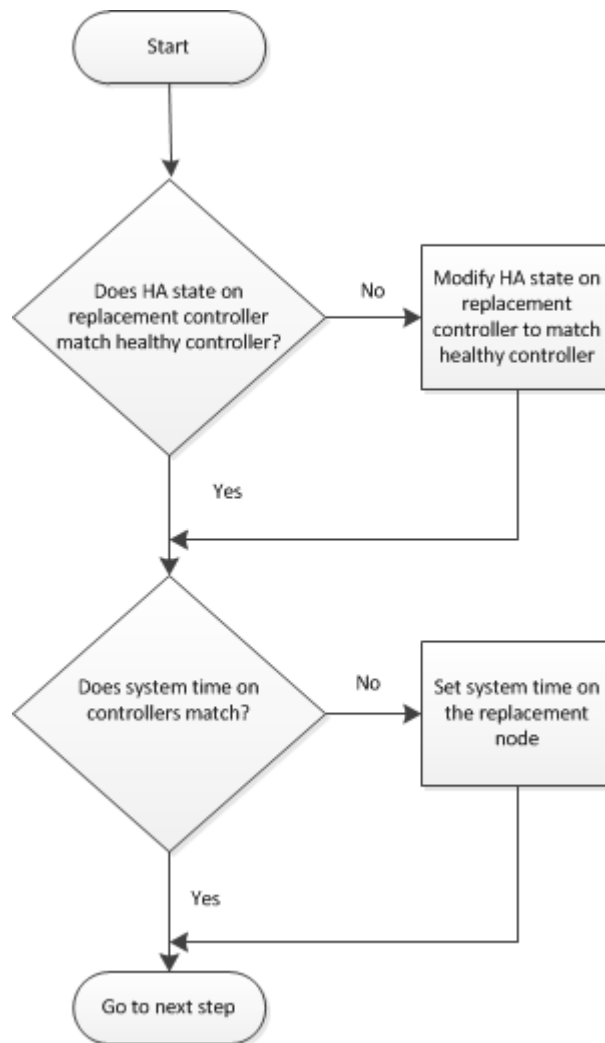 Start
Does HA state on
replacement controller
match healthy controller?
No
Modify HA state on
replacement
controller to match
healthy controller
Yes
Does system time on
controllers match?
No
Set system time on
the replacement
node
Yes
Go to next step